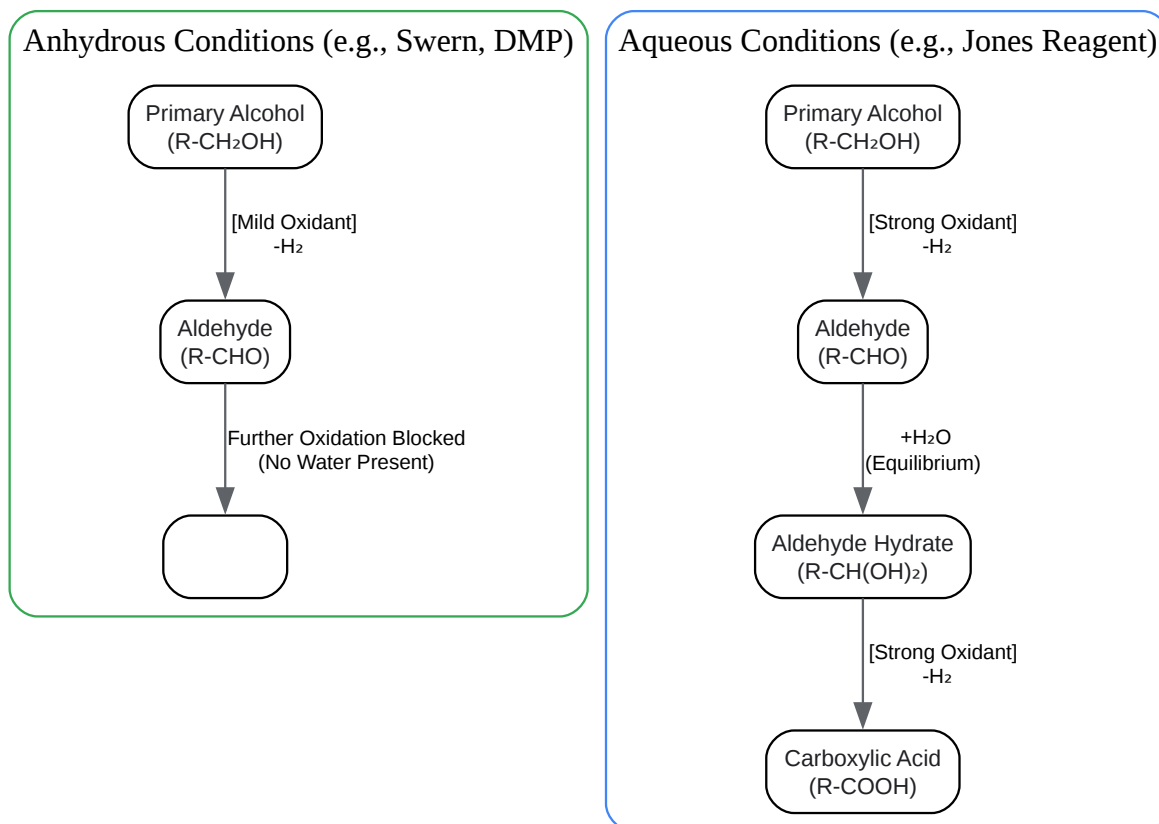 Anhydrous Conditions (e.g., Swern, DMP)
Primary Alcohol
(R-CH₂OH)
[Mild Oxidant]
-H₂
Aldehyde
(R-CHO)
Further Oxidation Blocked
(No Water Present)
Aqueous Conditions (e.g., Jones Reagent)
Primary Alcohol
(R-CH₂OH)
[Strong Oxidant]
-H₂
Aldehyde
(R-CHO)
+H₂O
(Equilibrium)
Aldehyde Hydrate
(R-CH(OH)₂)
[Strong Oxidant]
-H₂
Carboxylic Acid
(R-COOH)